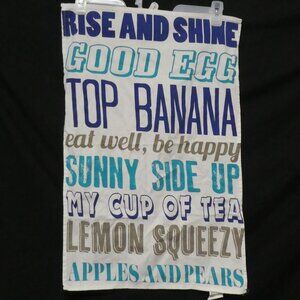 RISE AND SHINE
GOOD EGG
TOP BANANA
eat well, be happy
SUNNY SIDE UP
MY CUP OF TEA
LEMON SQUEEZY
APPLES AND PEARS